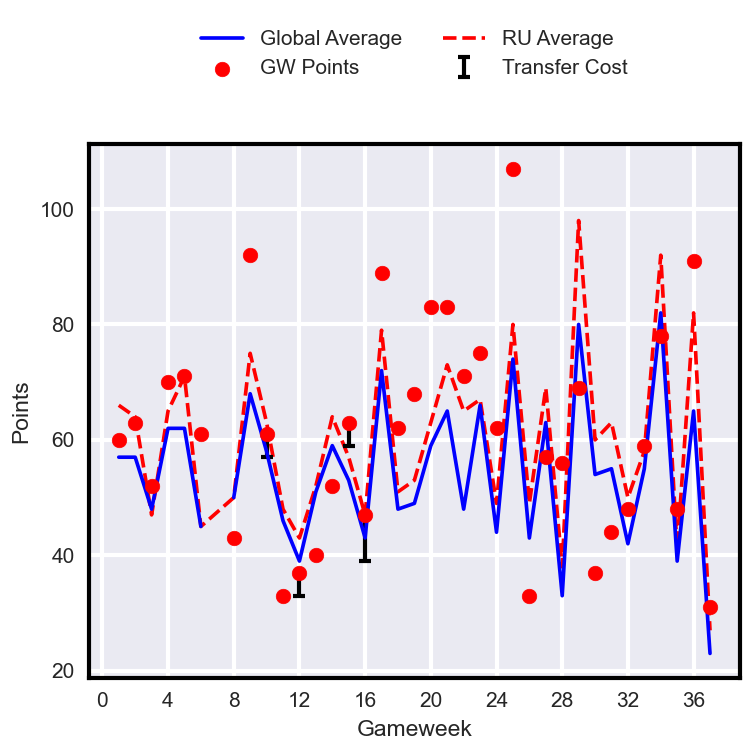 Global Average
RU Average
GW Points
Transfer Cost
100
80
60
40
20
Points
0 4 8 12 16 20 24 28 32 36
Gameweek